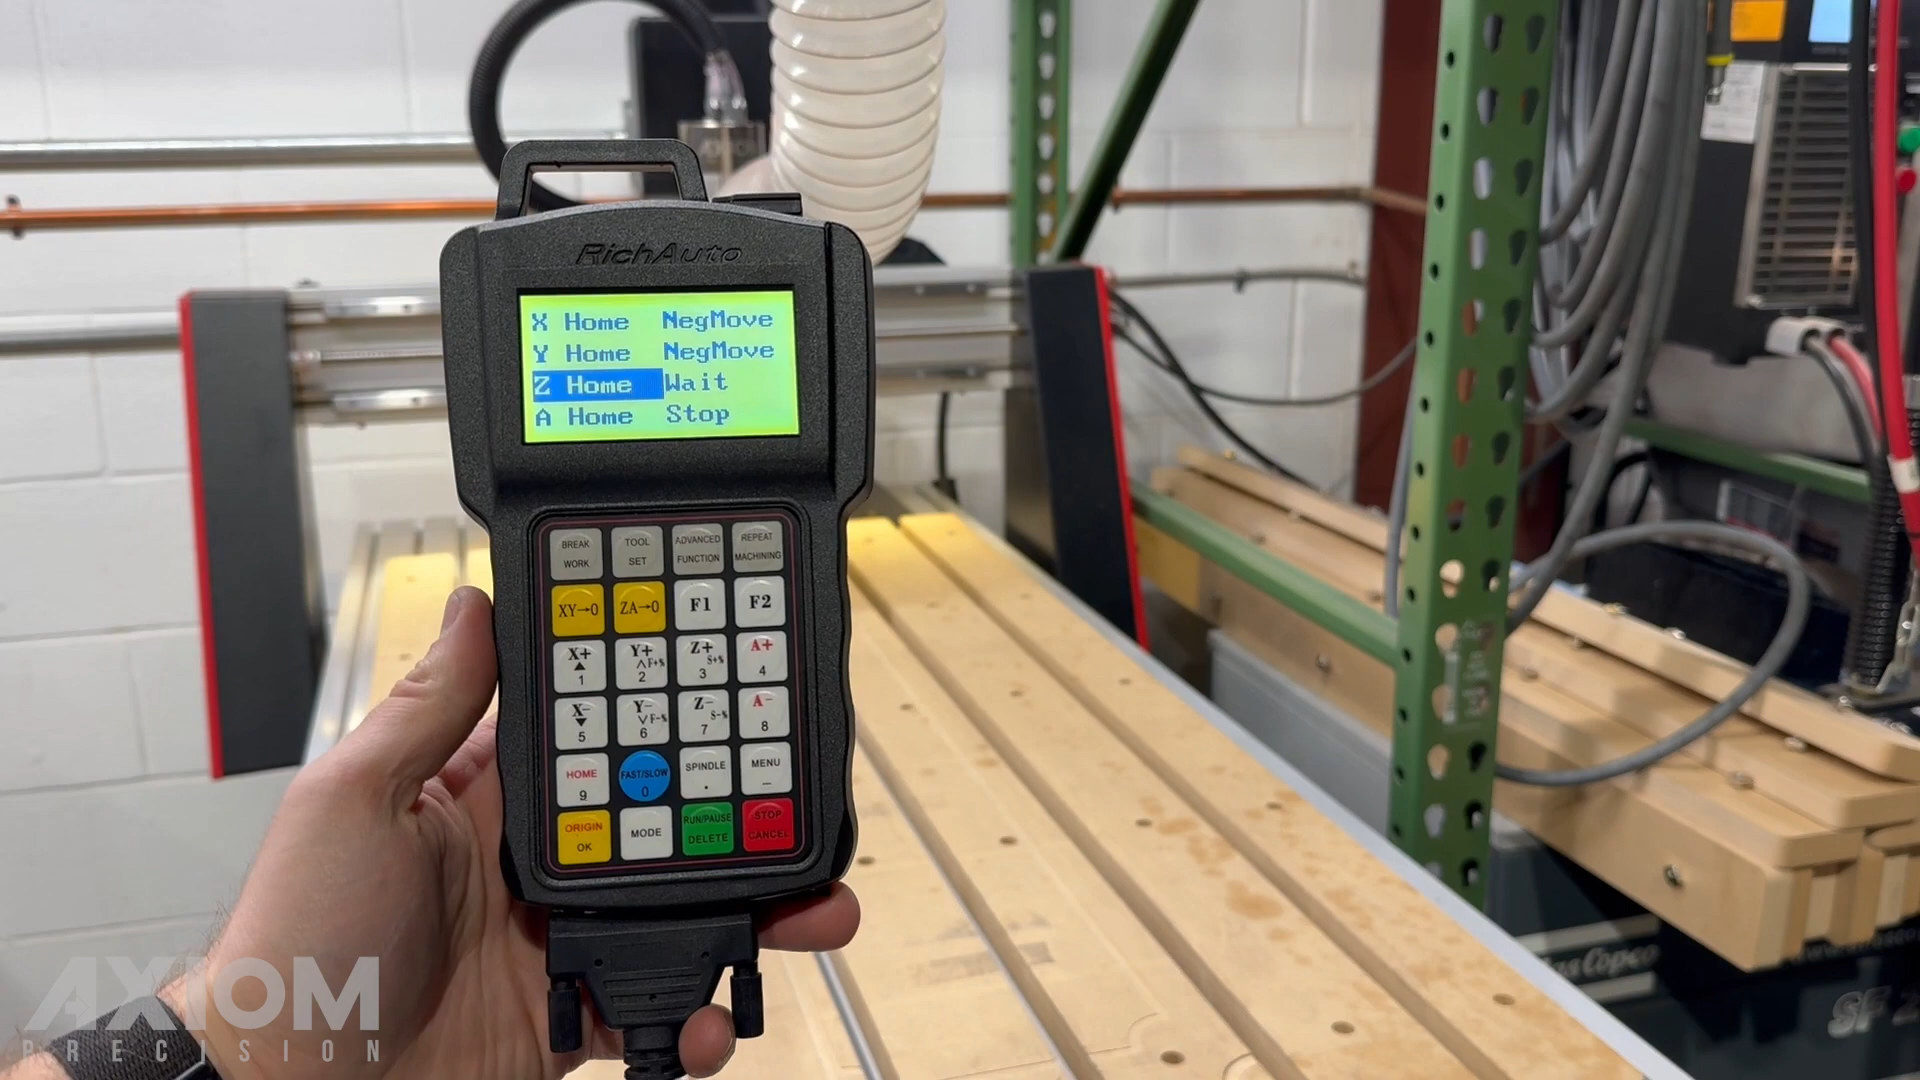 RichAuto
X Home NegMove
Y Home NegMove
Z Home Wait
A Home Stop
BREAK WORK
TOOL SET
ADVANCED FUNCTION
REPEAT MACHINING
XY→0
ZA→0
F1
F2
X+ ▲ 1
Y+ ∧F+% 2
Z+ S+% 3
A+ 4
X- ▼ 5
Y- ∨F-% 6
Z- S-% 7
A- 8
HOME 9
FAST/SLOW 0
SPINDLE .
MENU –
ORIGIN OK
MODE
RUN/PAUSE DELETE
STOP CANCEL
Copco
AXIOM
PRECISION